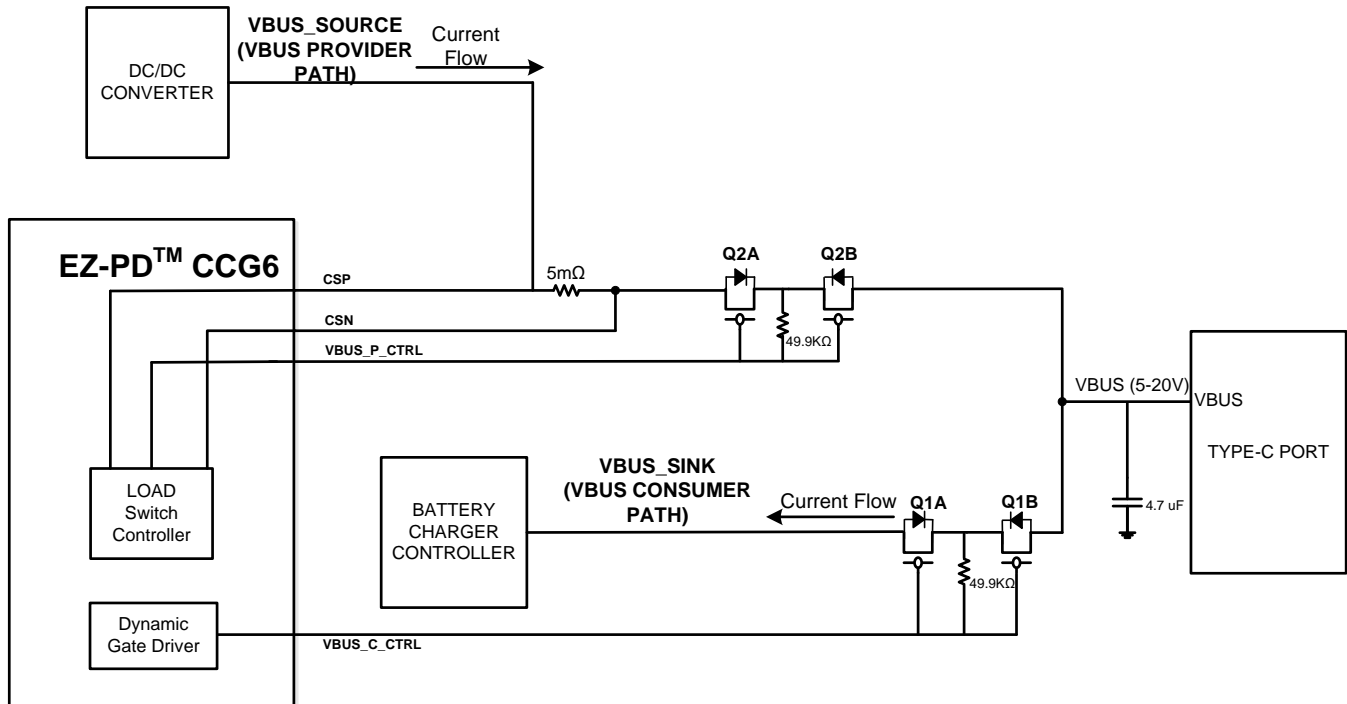 VBUS_SOURCE
(VBUS PROVIDER
PATH)
Current
Flow
DC/DC
CONVERTER
EZ-PD™ CCG6
CSP
5mΩ
Q2A
Q2B
CSN
49.9KΩ
VBUS_P_CTRL
VBUS (5-20V)
VBUS
TYPE-C PORT
LOAD
Switch
Controller
BATTERY
CHARGER
CONTROLLER
VBUS_SINK
(VBUS CONSUMER
PATH)
Current Flow
Q1A
Q1B
4.7 uF
49.9KΩ
Dynamic
Gate Driver
VBUS_C_CTRL